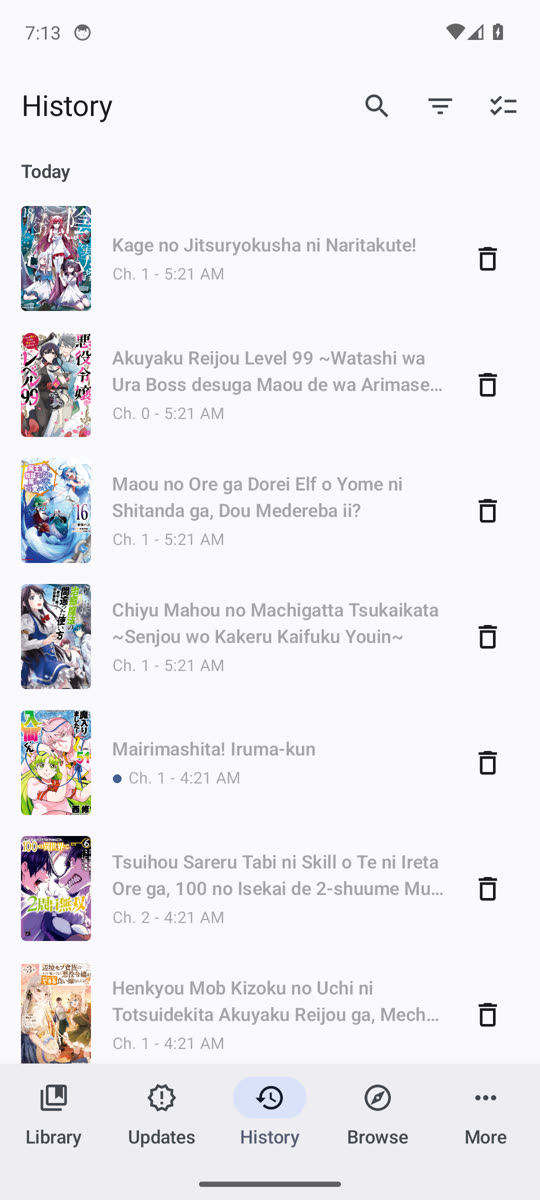 7:13
History
Today
Kage no Jitsuryokusha ni Naritakute!
Ch. 1 - 5:21 AM
Akuyaku Reijou Level 99 ~Watashi wa
Ura Boss desuga Maou de wa Arimase…
Ch. 0 - 5:21 AM
Maou no Ore ga Dorei Elf o Yome ni
Shitanda ga, Dou Medereba ii?
Ch. 1 - 5:21 AM
16
Chiyu Mahou no Machigatta Tsukaikata
~Senjou wo Kakeru Kaifuku Youin~
Ch. 1 - 5:21 AM
Mairimashita! Iruma-kun
Ch. 1 - 4:21 AM
Tsuihou Sareru Tabi ni Skill o Te ni Ireta
Ore ga, 100 no Isekai de 2-shuume Mu…
Ch. 2 - 4:21 AM
Henkyou Mob Kizoku no Uchi ni
Totsuidekita Akuyaku Reijou ga, Mech…
Ch. 1 - 4:21 AM
Library
Updates
History
Browse
More